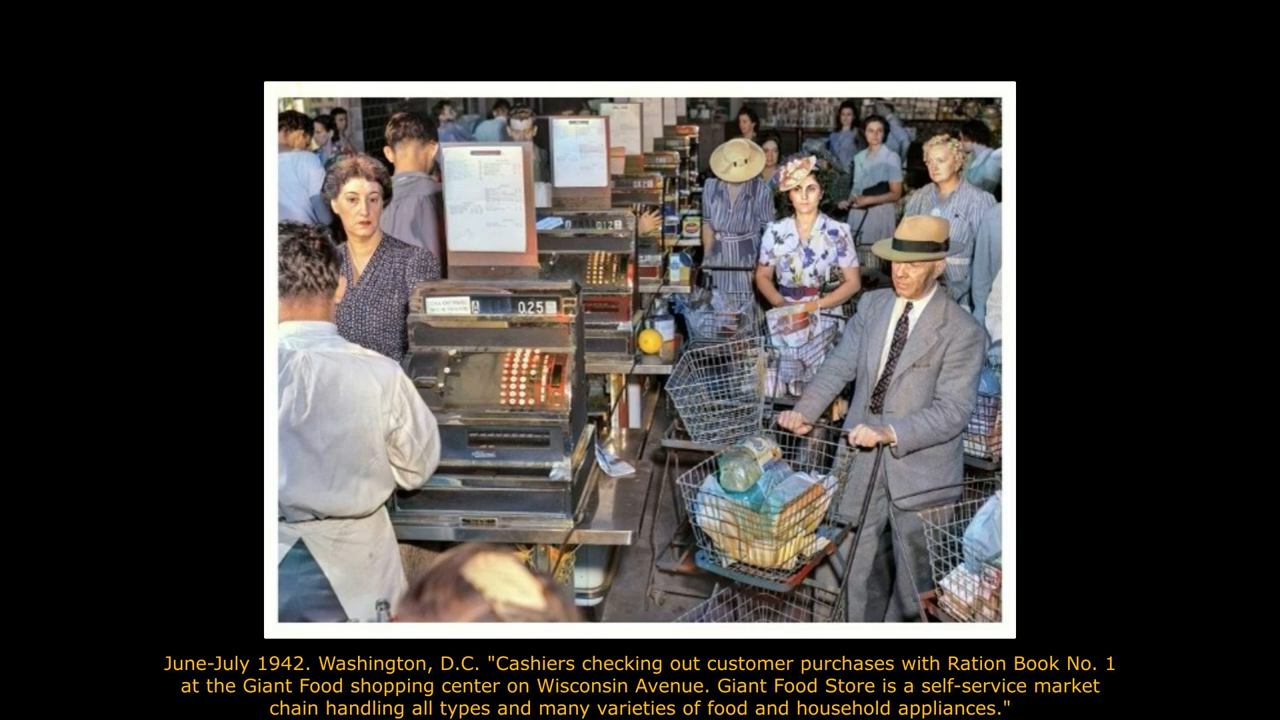 025
June-July 1942. Washington, D.C. "Cashiers checking out customer purchases with Ration Book No. 1
at the Giant Food shopping center on Wisconsin Avenue. Giant Food Store is a self-service market
chain handling all types and many varieties of food and household appliances."